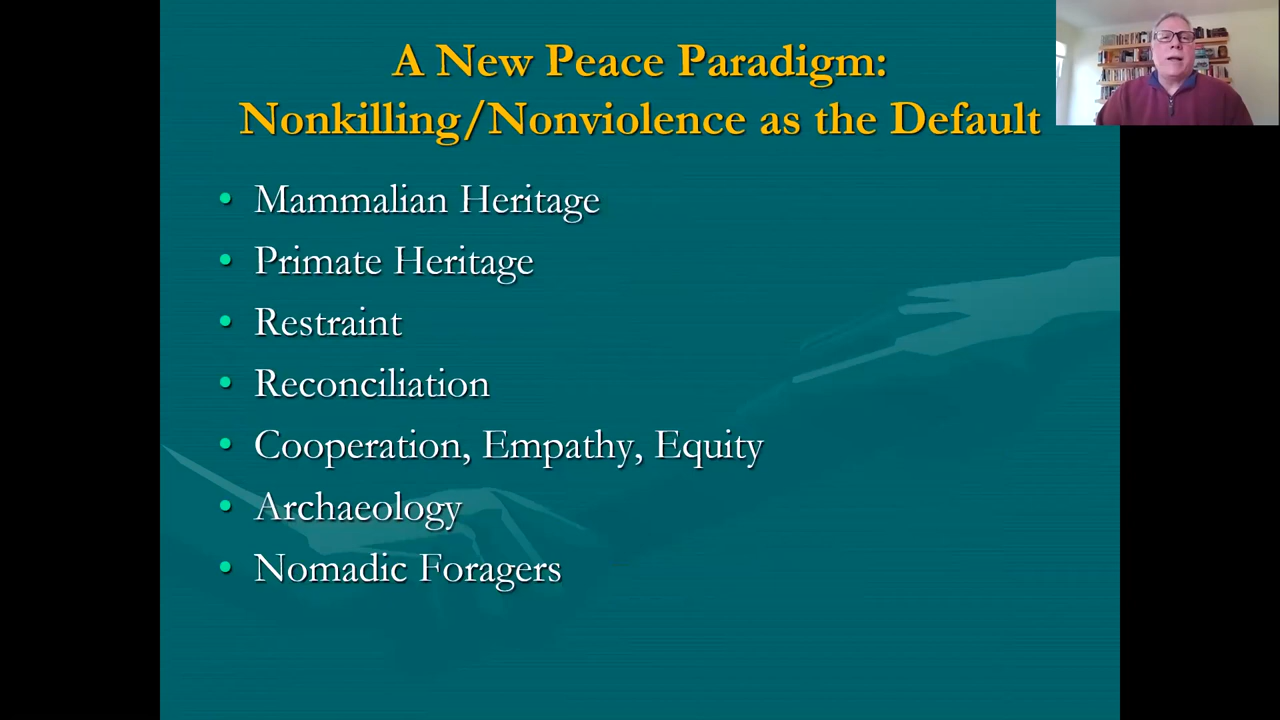 A New Peace Paradigm:
Nonkilling/Nonviolence as the Default
• Mammalian Heritage
• Primate Heritage
• Restraint
• Reconciliation
• Cooperation, Empathy, Equity
• Archaeology
• Nomadic Foragers